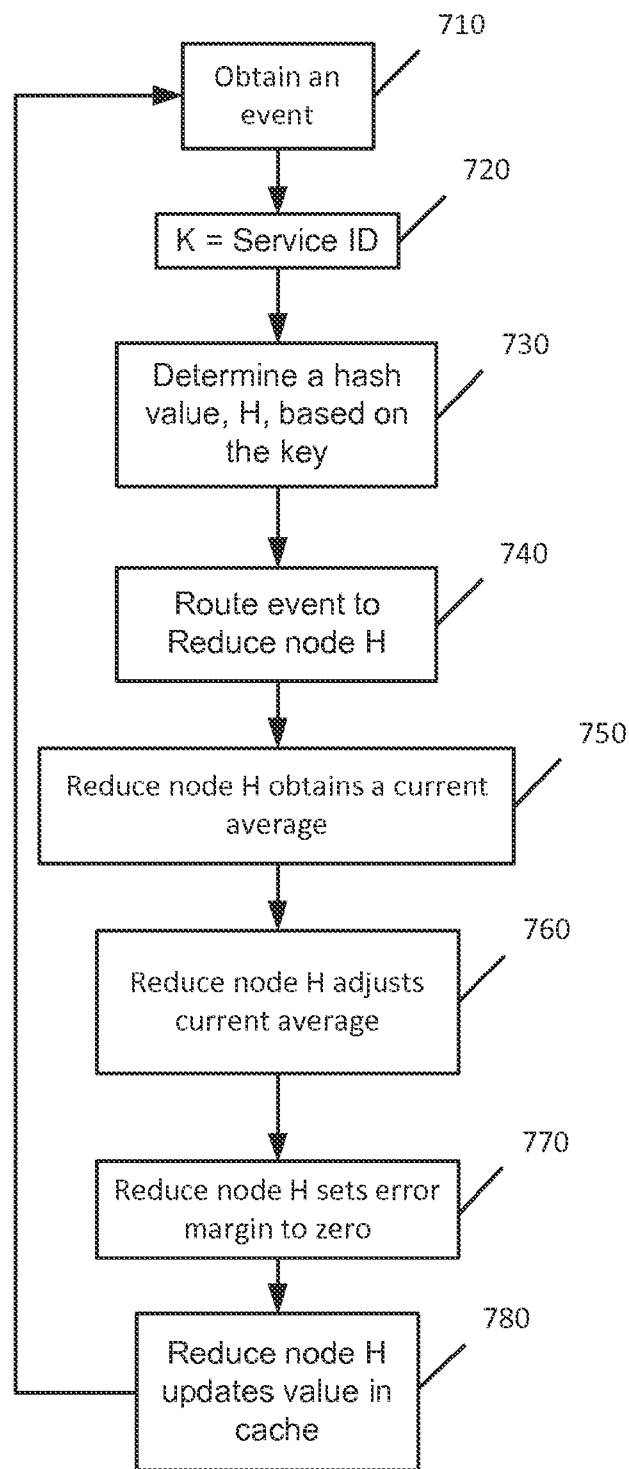 710
Obtain an
event
720
K = Service ID
730
Determine a hash
value, H, based on
the key
740
Route event to
Reduce node H
750
Reduce node H obtains a current
average
760
Reduce node H adjusts
current average
770
Reduce node H sets error
margin to zero
780
Reduce node H
updates value in
cache